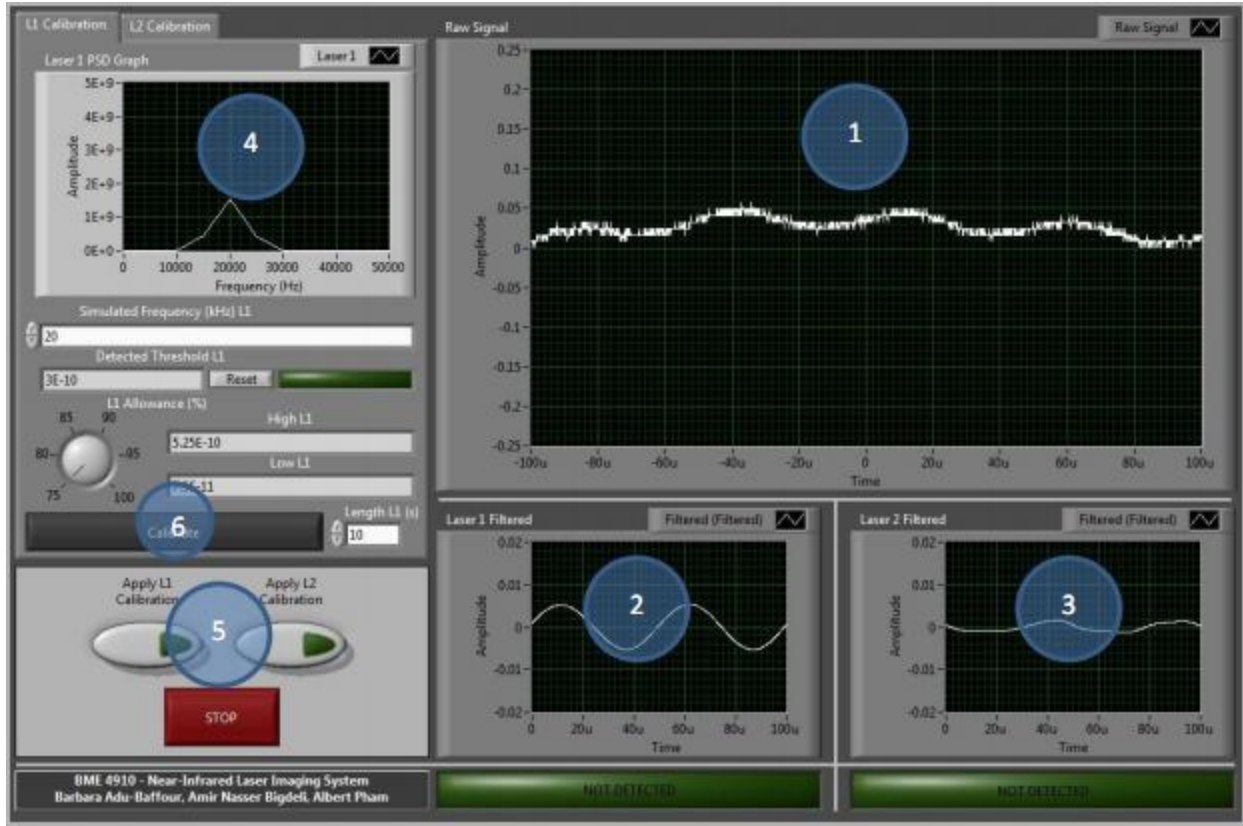 L1 Calibration L2 Calibration
Laser 1 PSD Graph
Laser 1
5E+9
4E+9
3E+9
2E+9
1E+9
0E+0
Amplitude
0 10000 20000 30000 40000 50000
Frequency (Hz)
4
Simulated Frequency (kHz) L1
20
Detected Threshold L1
3E-10
Reset
L1 Allowance (%)
75 80 85 90 95 100
High L1
5.25E-10
Low L1
Length L1 (s)
10
6
Apply L1
Calibration
Apply L2
Calibration
5
STOP
BME 4910 - Near-Infrared Laser Imaging System
Barbara Adu-Baffour, Amir Nasser Bigdeli, Albert Pham
Raw Signal
Raw Signal
0.25
0.2
0.15
0.1
0.05
0
-0.05
-0.1
-0.15
-0.2
-0.25
Amplitude
-100u -80u -60u -40u -20u 0 20u 40u 60u 80u 100u
Time
1
Laser 1 Filtered
Filtered (Filtered)
0.02
0.01
0
-0.01
-0.02
Amplitude
0 20u 40u 60u 80u 100u
Time
2
NOT DETECTED
Laser 2 Filtered
Filtered (Filtered)
0.02
0.01
0
-0.01
-0.02
Amplitude
0 20u 40u 60u 80u 100u
Time
3
NOT DETECTED